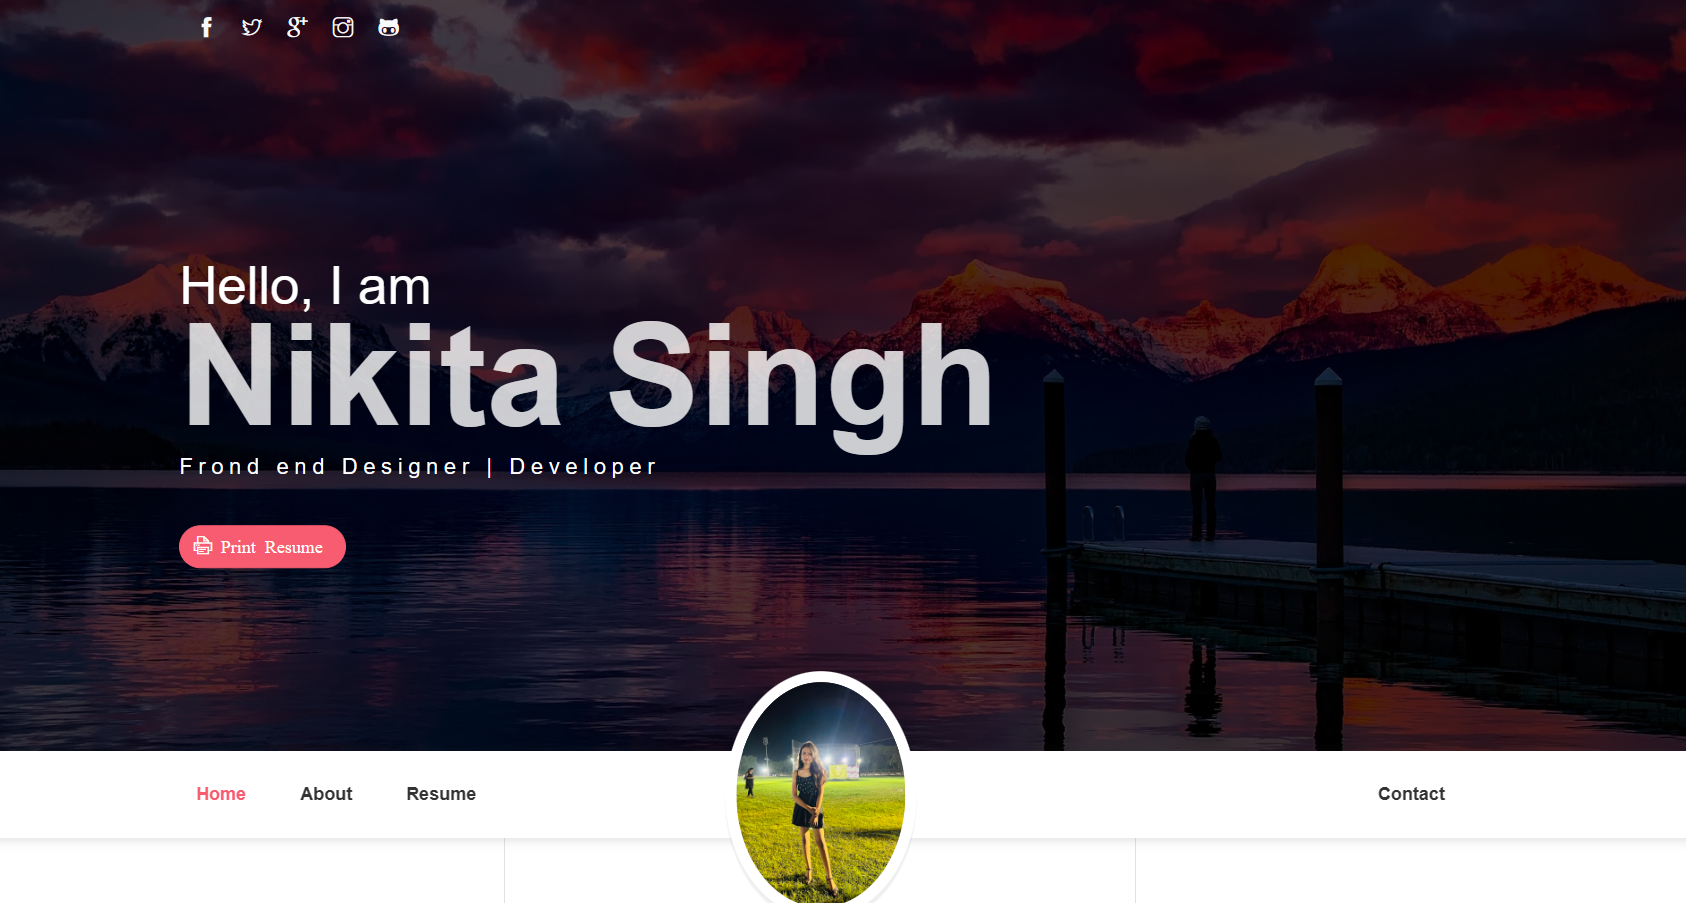 Hello, I am
Nikita Singh
Frond end Designer | Developer
Print Resume
Home About Resume Contact